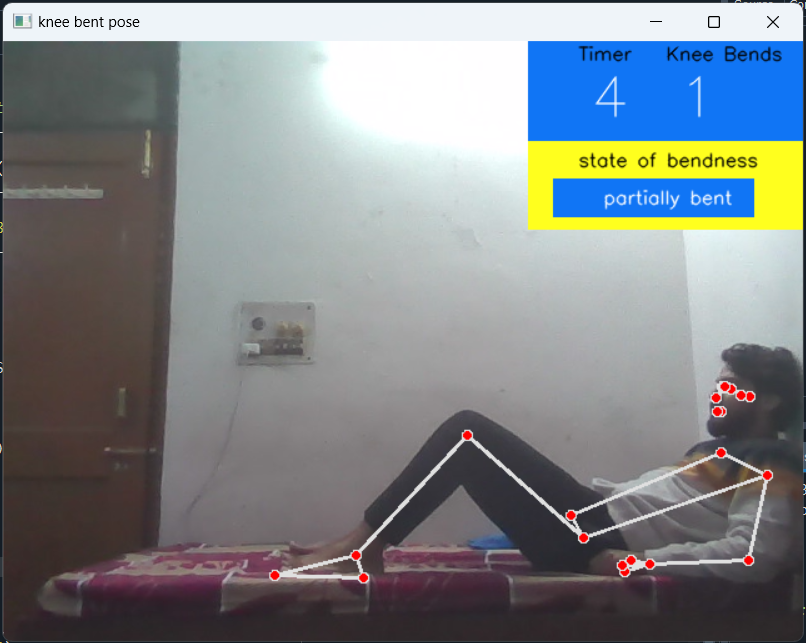 knee bent pose
Timer Knee Bends
4 1
state of bendness
partially bent